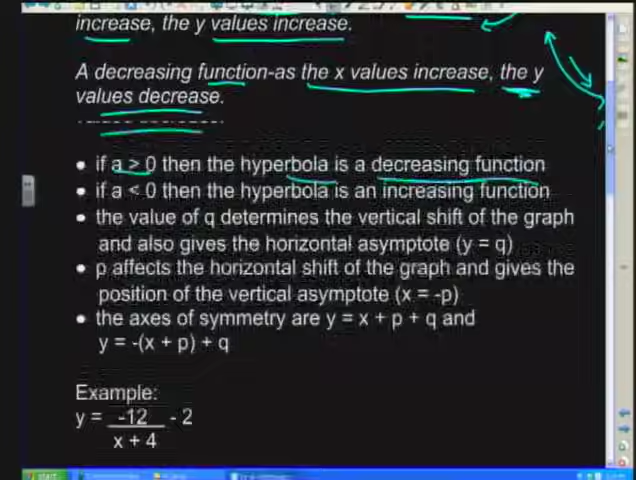 increase, the y values increase.
A decreasing function-as the x values increase, the y
values decrease.
• if a > 0 then the hyperbola is a decreasing function
• if a < 0 then the hyperbola is an increasing function
• the value of q determines the vertical shift of the graph
and also gives the horizontal asymptote (y = q)
• p affects the horizontal shift of the graph and gives the
position of the vertical asymptote (x = -p)
• the axes of symmetry are y = x + p + q and
y = -(x + p) + q
Example:
y = -12 - 2
x + 4
start